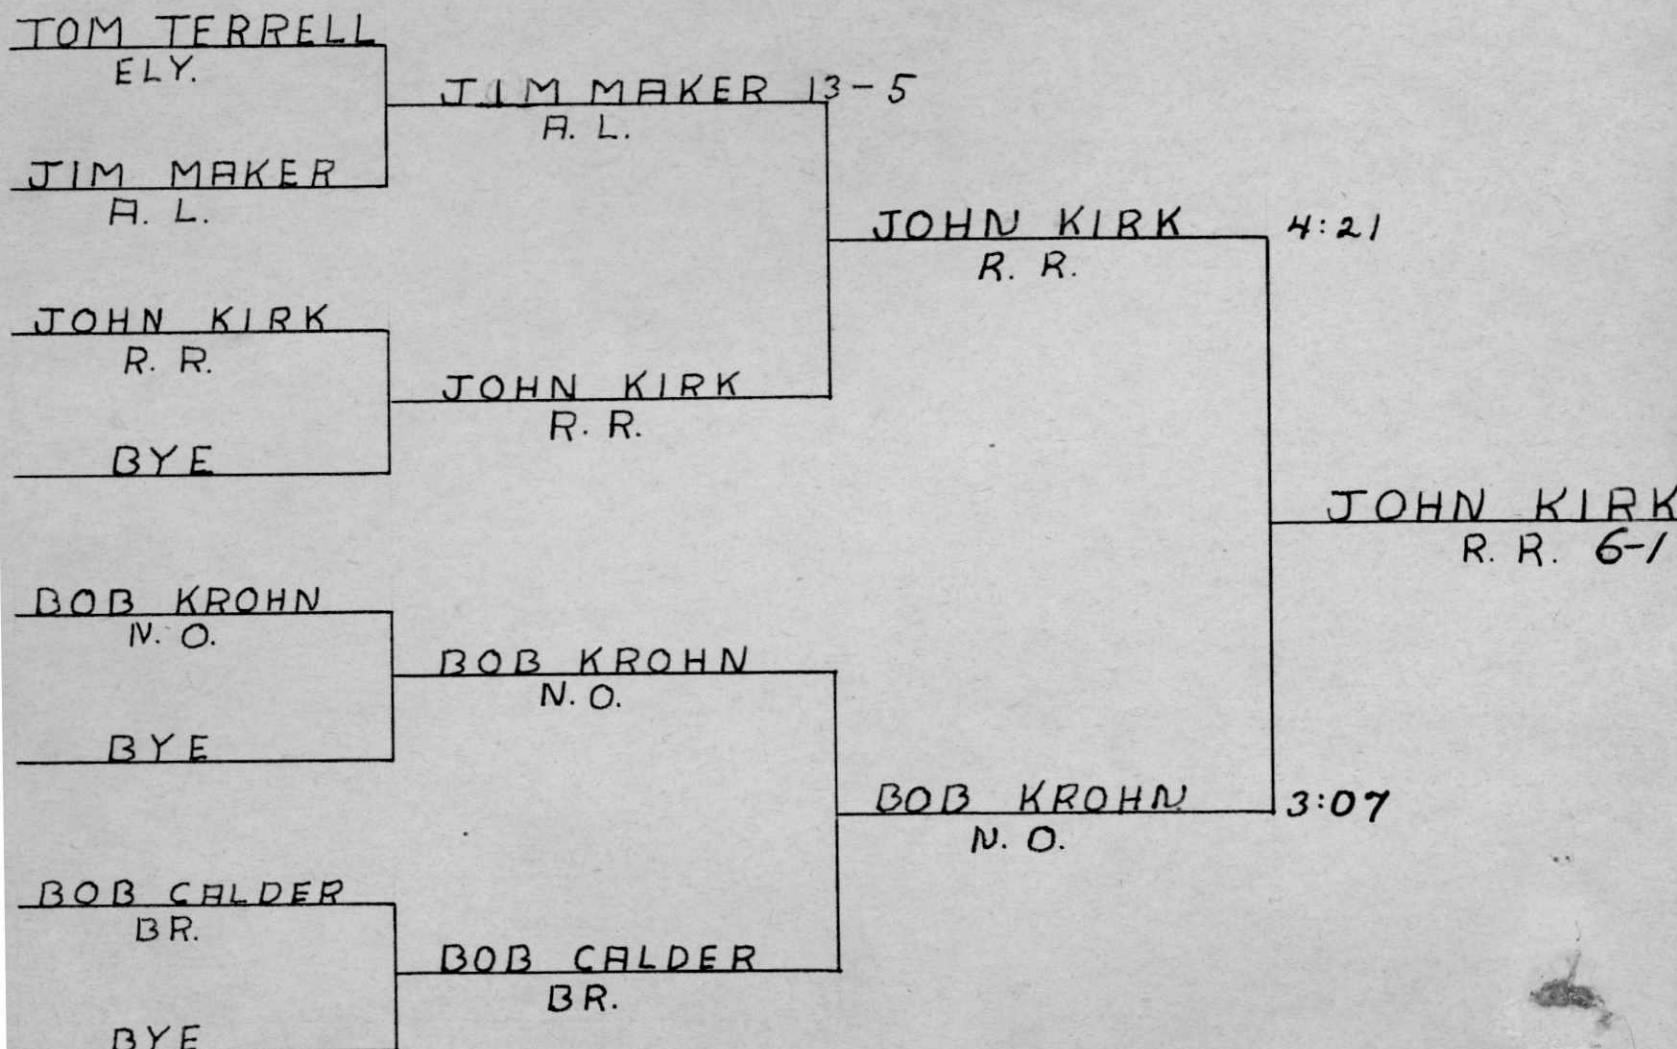 TOM TERRELL
ELY.
JIM MAKER
A. L.
JOHN KIRK
R. R.
BYE
BOB KROHN
N. O.
BYE
BOB CALDER
BR.
BYE
JIM MAKER 13-5
A. L.
JOHN KIRK
R. R.
BOB KROHN
N. O.
BOB CALDER
BR.
JOHN KIRK 4:21
R. R.
BOB KROHN 3:07
N. O.
JOHN KIRK
R. R. 6-1